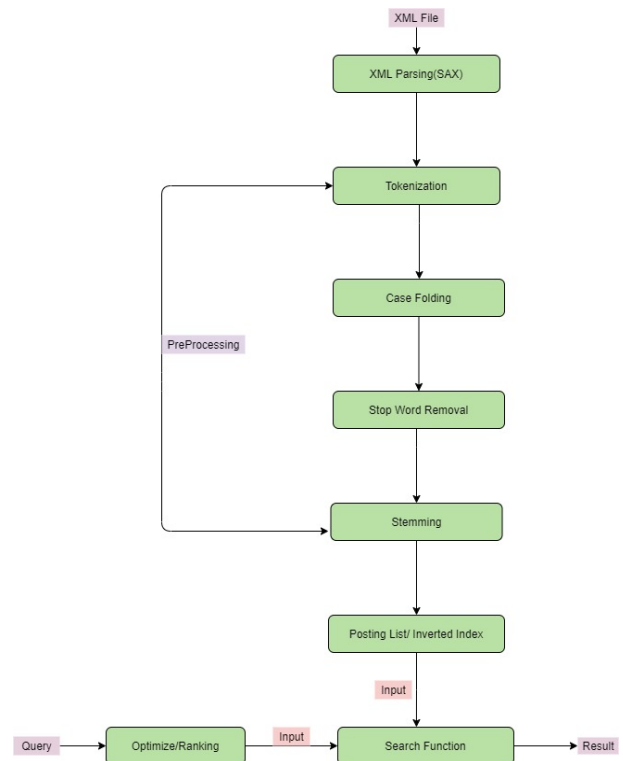 XML File
XML Parsing(SAX)
Tokenization
Case Folding
PreProcessing
Stop Word Removal
Stemming
Posting List/ Inverted Index
Input
Query
Optimize/Ranking
Input
Search Function
Result